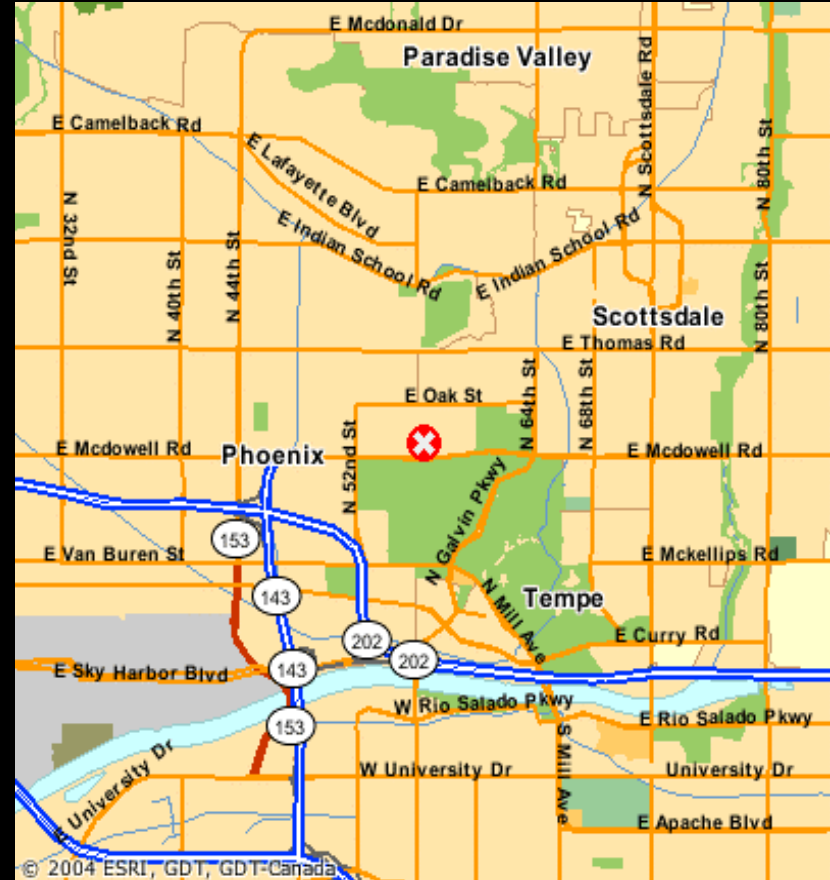 E Mcdonald Dr
Paradise Valley
N Scottsdale Rd
E Camelback Rd
N 80th St
E Lafayette Blvd
E Camelback Rd
N 32nd St
E Indian School Rd
E Indian School Rd
N 44th St
N 40th St
N 80th St
Scottsdale
E Thomas Rd
E Oak St
N 64th St
N 68th St
N 52nd St
E Mcdowell Rd
Phoenix
E Mcdowell Rd
N Galvin Pkwy
153
E Van Buren St
E Mckellips Rd
143
N Mill Ave
Tempe
202
202
E Curry Rd
E Sky Harbor Blvd
143
W Rio Salado Pkwy
E Rio Salado Pkwy
153
S Mill Ave
University Dr
W University Dr
University Dr
E Apache Blvd
© 2004 ESRI, GDT, GDT-Canada